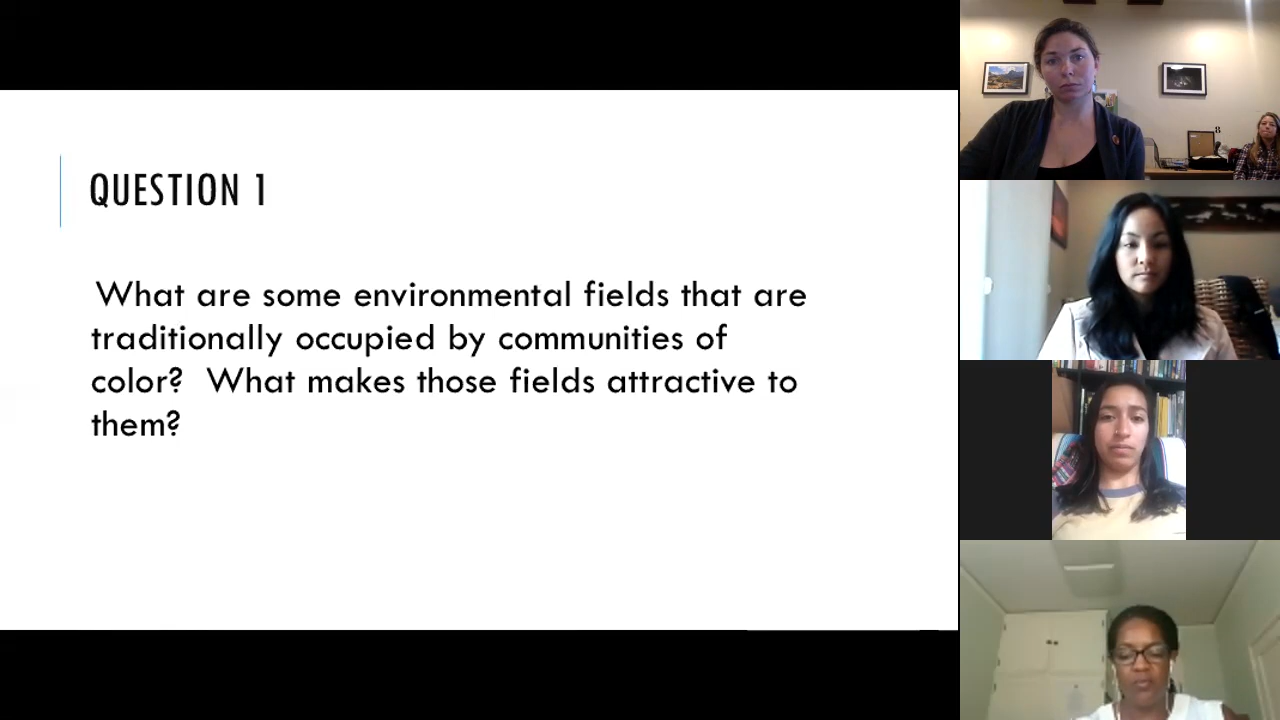 QUESTION 1
What are some environmental fields that are
traditionally occupied by communities of
color?  What makes those fields attractive to
them?